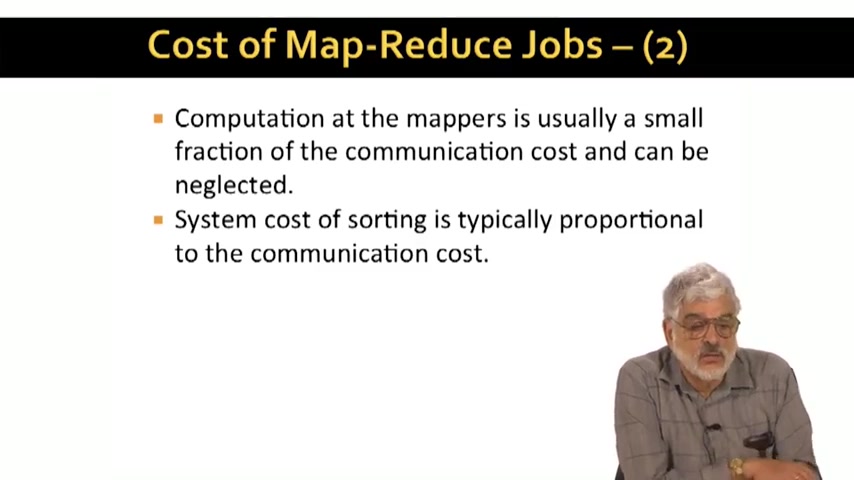 Cost of Map-Reduce Jobs – (2)
Computation at the mappers is usually a small
fraction of the communication cost and can be
neglected.
System cost of sorting is typically proportional
to the communication cost.